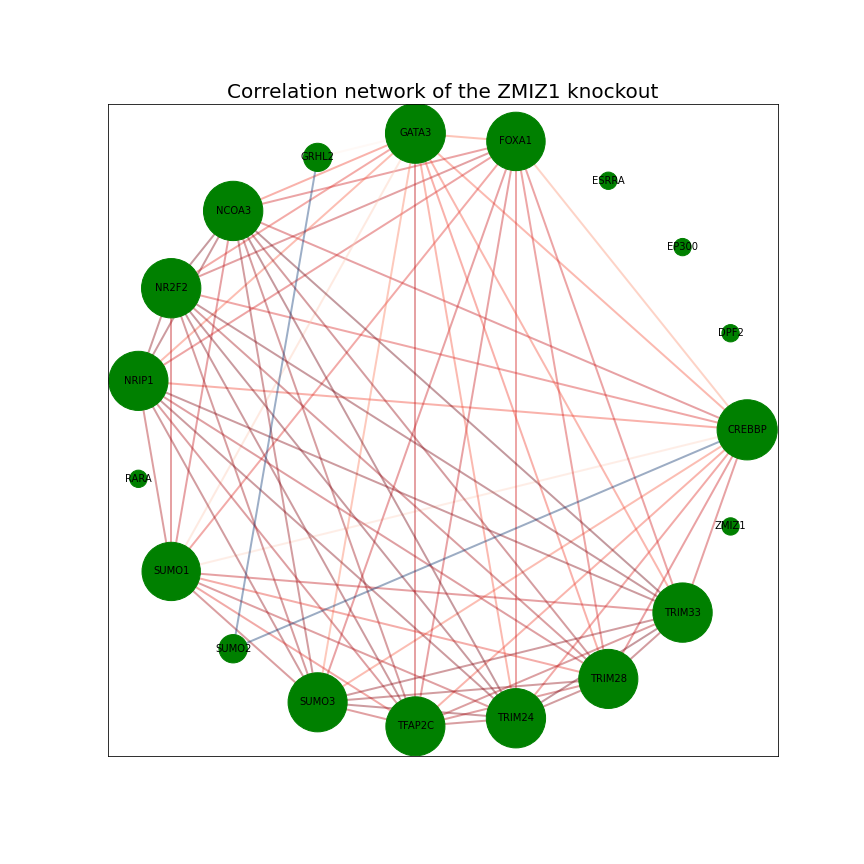 Correlation network of the ZMIZ1 knockout
GATA3
FOXA1
GRHL2
ESRRA
NCOA3
EP300
NR2F2
DPF2
NRIP1
CREBBP
RARA
ZMIZ1
SUMO1
TRIM33
SUMO2
TRIM28
SUMO3
TRIM24
TFAP2C